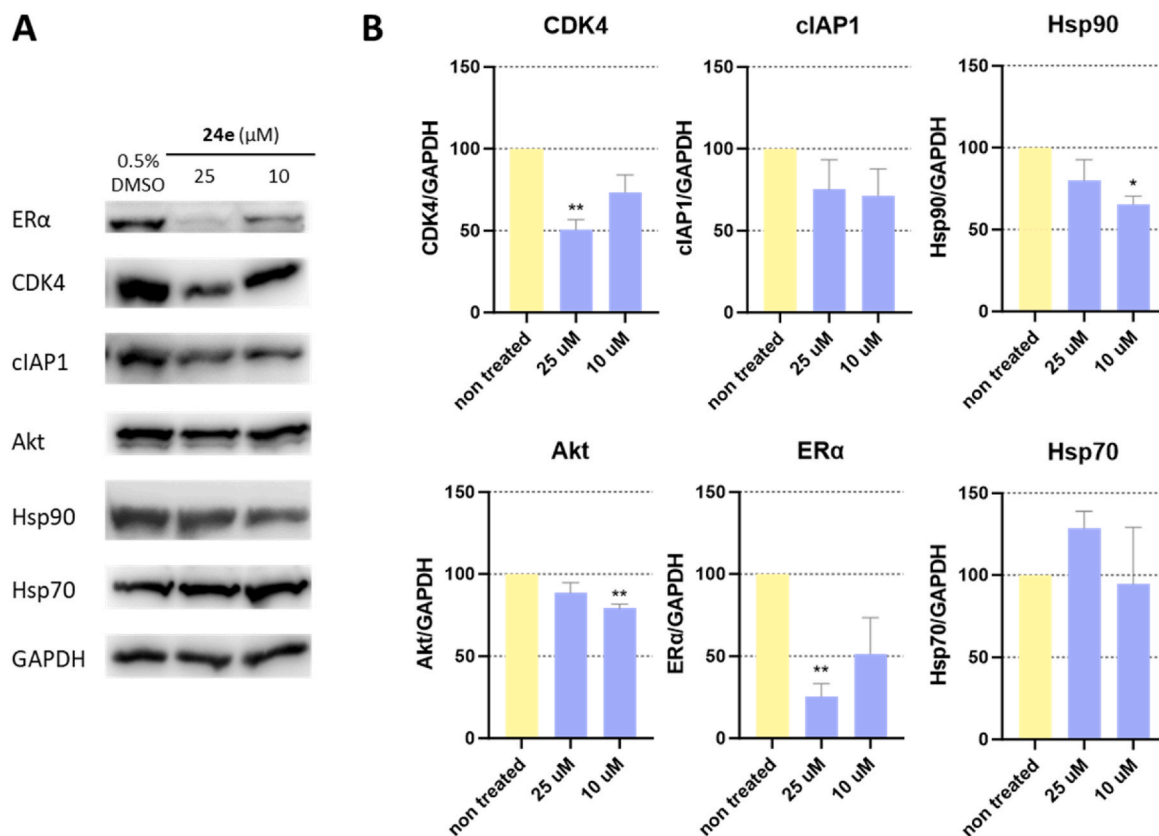 A
24e (μM)
0.5%
DMSO
25
10
ERα
CDK4
cIAP1
Akt
Hsp90
Hsp70
GAPDH
B
CDK4
CDK4/GAPDH
150
100
50
0
**
non treated
25 uM
10 uM
cIAP1
cIAP1/GAPDH
150
100
50
0
non treated
25 uM
10 uM
Hsp90
Hsp90/GAPDH
150
100
50
0
*
non treated
25 uM
10 uM
Akt
Akt/GAPDH
150
100
50
0
**
non treated
25 uM
10 uM
ERα
ERα/GAPDH
150
100
50
0
**
non treated
25 uM
10 uM
Hsp70
Hsp70/GAPDH
150
100
50
0
non treated
25 uM
10 uM